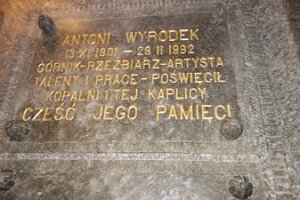 ANTONI WYRODEK
13 XI 1901 - 28 II 1992
GÓRNIK-RZEŹBIARZ-ARTYSTA
TALENT I PRACĘ-POŚWIĘCIŁ
KOPALNI I TEJ KAPLICY
CZEŚĆ JEGO PAMIĘCI